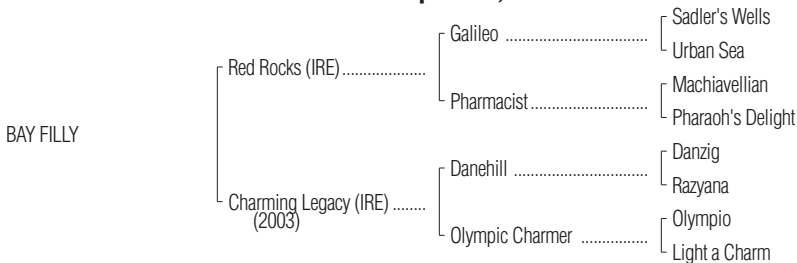 Sadler's Wells
Galileo ....................................
Urban Sea
Red Rocks (IRE).....................
Machiavellian
Pharmacist..............................
Pharaoh's Delight
BAY FILLY
Danzig
Danehill ..................................
Razyana
Charming Legacy (IRE) ........
(2003)
Olympio
Olympic Charmer .................
Light a Charm